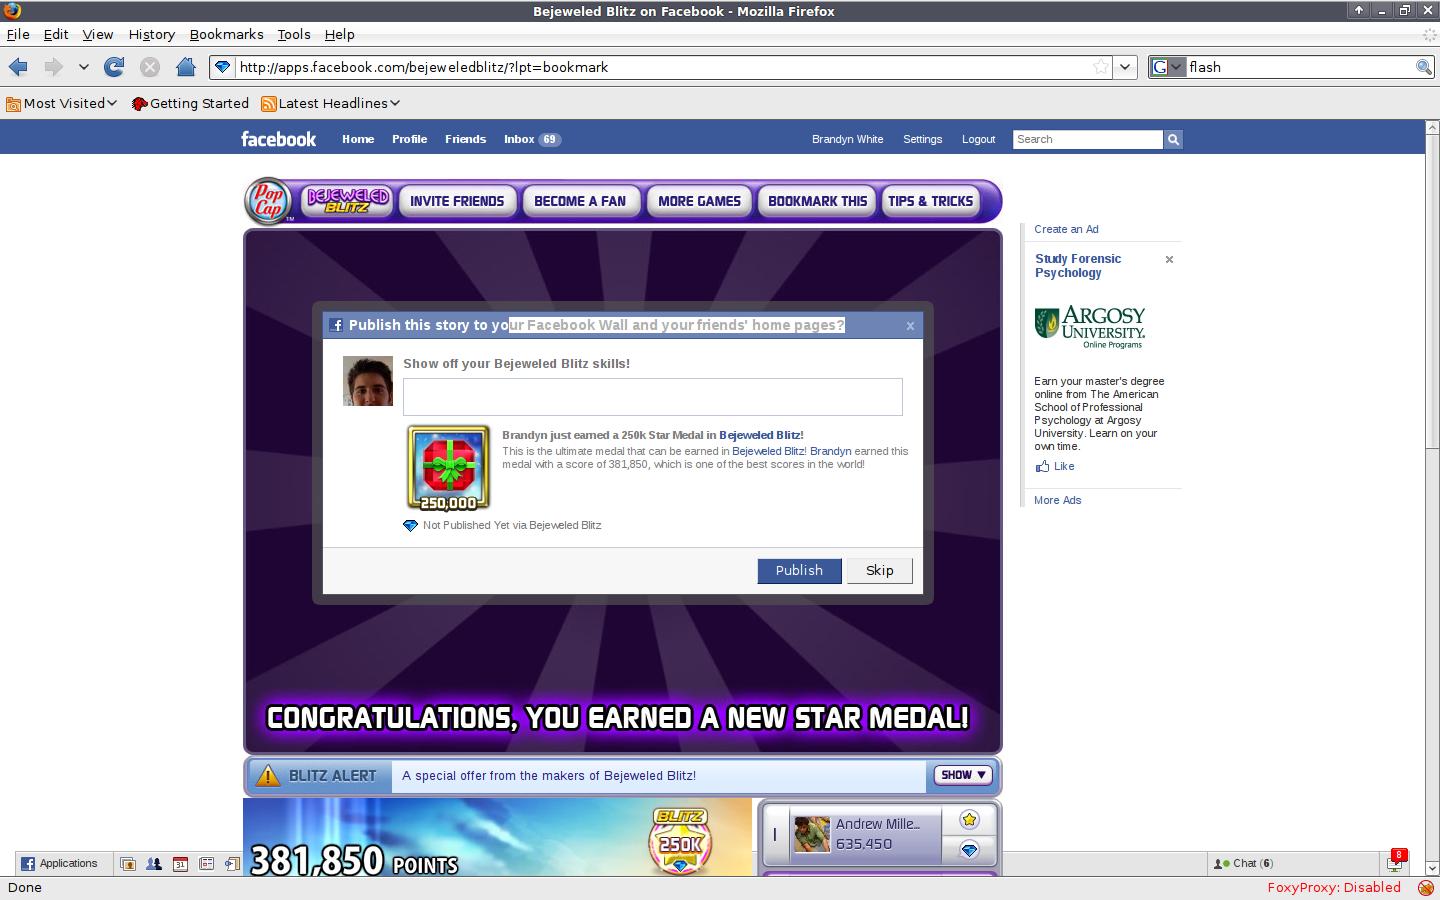 Bejeweled Blitz on Facebook - Mozilla Firefox
File Edit View History Bookmarks Tools Help
http://apps.facebook.com/bejeweledblitz/?lpt=bookmark
G flash
Most Visited Getting Started Latest Headlines
facebook Home Profile Friends Inbox 69 Brandyn White Settings Logout Search
Pop Cap TM BEJEWELED BLITZ INVITE FRIENDS BECOME A FAN MORE GAMES BOOKMARK THIS TIPS & TRICKS
Publish this story to your Facebook Wall and your friends' home pages? x
Show off your Bejeweled Blitz skills!
Brandyn just earned a 250k Star Medal in Bejeweled Blitz!
This is the ultimate medal that can be earned in Bejeweled Blitz! Brandyn earned this
medal with a score of 381,850, which is one of the best scores in the world!
250,000
Not Published Yet via Bejeweled Blitz
Publish Skip
CONGRATULATIONS, YOU EARNED A NEW STAR MEDAL!
BLITZ ALERT A special offer from the makers of Bejeweled Blitz! SHOW ▼
381,850 POINTS
BLITZ
250K
1 Andrew Mille...
635,450
Create an Ad
Study Forensic
Psychology
ARGOSY
UNIVERSITY.
Online Programs
Earn your master's degree
online from The American
School of Professional
Psychology at Argosy
University. Learn on your
own time.
Like
More Ads
Applications 31 Chat (6) 8
Done FoxyProxy: Disabled